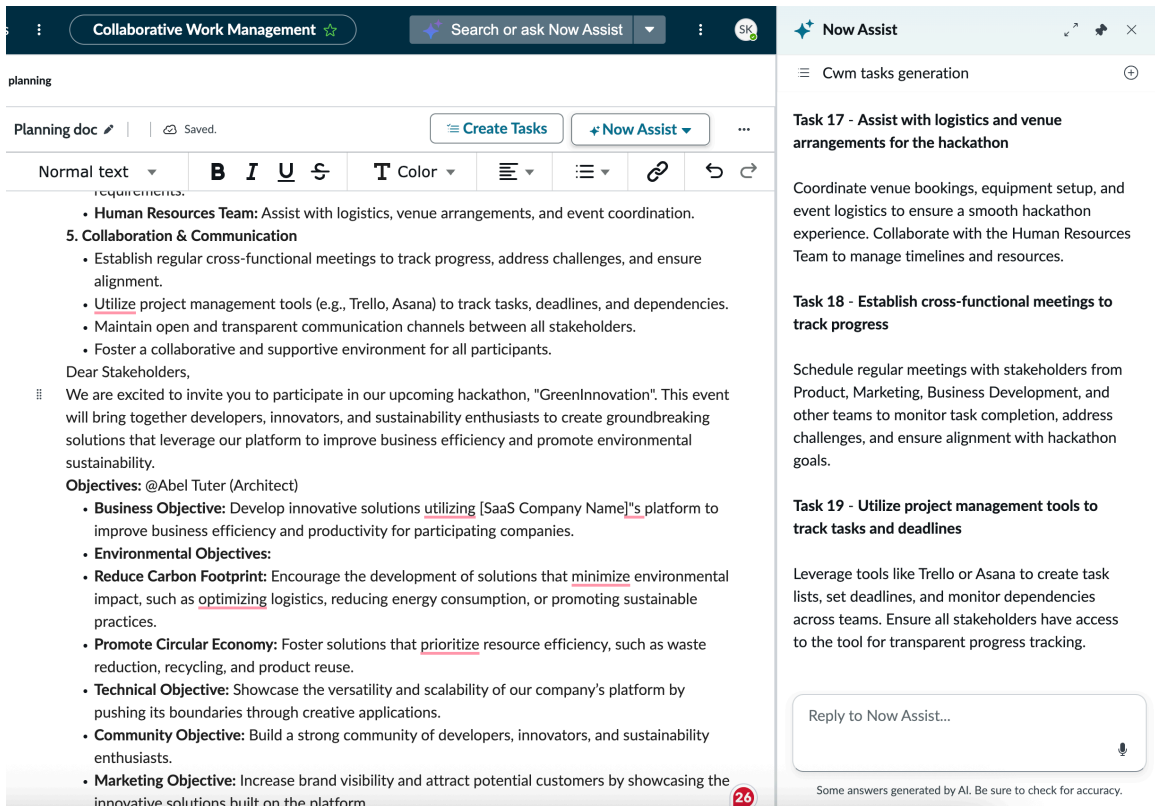 s
Collaborative Work Management
Search or ask Now Assist
SK
planning
Planning doc
Saved.
Create Tasks
Now Assist
Normal text
B I U S
T Color
requirements.
• Human Resources Team: Assist with logistics, venue arrangements, and event coordination.
5. Collaboration & Communication
• Establish regular cross-functional meetings to track progress, address challenges, and ensure
alignment.
• Utilize project management tools (e.g., Trello, Asana) to track tasks, deadlines, and dependencies.
• Maintain open and transparent communication channels between all stakeholders.
• Foster a collaborative and supportive environment for all participants.
Dear Stakeholders,
We are excited to invite you to participate in our upcoming hackathon, "GreenInnovation". This event
will bring together developers, innovators, and sustainability enthusiasts to create groundbreaking
solutions that leverage our platform to improve business efficiency and promote environmental
sustainability.
Objectives: @Abel Tuter (Architect)
• Business Objective: Develop innovative solutions utilizing [SaaS Company Name]"s platform to
improve business efficiency and productivity for participating companies.
• Environmental Objectives:
• Reduce Carbon Footprint: Encourage the development of solutions that minimize environmental
impact, such as optimizing logistics, reducing energy consumption, or promoting sustainable
practices.
• Promote Circular Economy: Foster solutions that prioritize resource efficiency, such as waste
reduction, recycling, and product reuse.
• Technical Objective: Showcase the versatility and scalability of our company's platform by
pushing its boundaries through creative applications.
• Community Objective: Build a strong community of developers, innovators, and sustainability
enthusiasts.
• Marketing Objective: Increase brand visibility and attract potential customers by showcasing the
innovative solutions built on the platform.
26
Now Assist
Cwm tasks generation
Task 17 - Assist with logistics and venue
arrangements for the hackathon
Coordinate venue bookings, equipment setup, and
event logistics to ensure a smooth hackathon
experience. Collaborate with the Human Resources
Team to manage timelines and resources.
Task 18 - Establish cross-functional meetings to
track progress
Schedule regular meetings with stakeholders from
Product, Marketing, Business Development, and
other teams to monitor task completion, address
challenges, and ensure alignment with hackathon
goals.
Task 19 - Utilize project management tools to
track tasks and deadlines
Leverage tools like Trello or Asana to create task
lists, set deadlines, and monitor dependencies
across teams. Ensure all stakeholders have access
to the tool for transparent progress tracking.
Reply to Now Assist...
Some answers generated by AI. Be sure to check for accuracy.